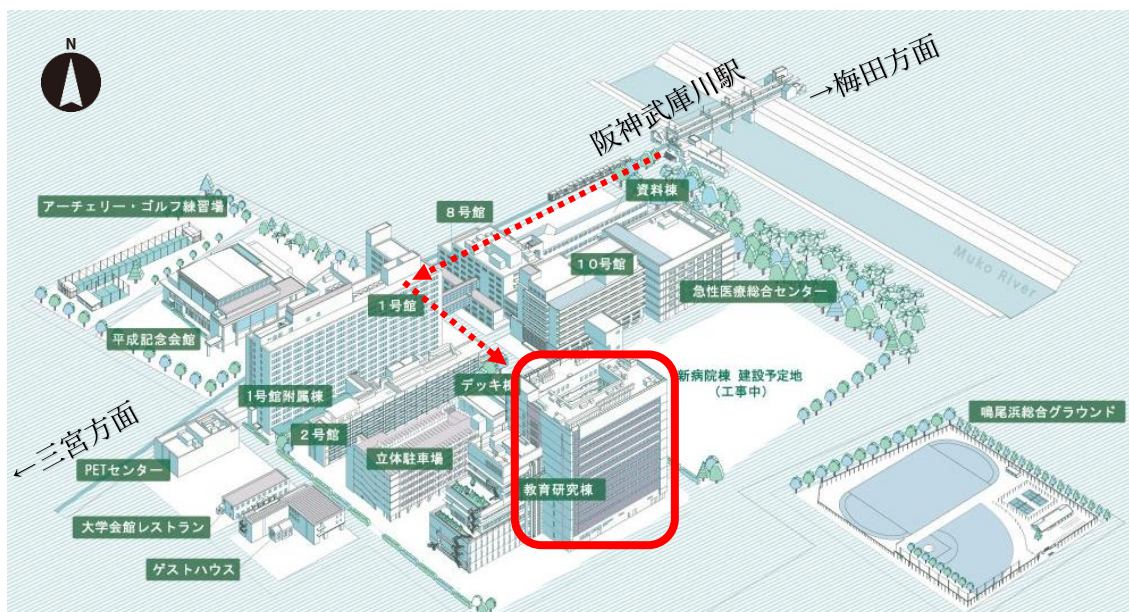 N
阪神武庫川駅
→梅田方面
アーチェリー・ゴルフ練習場
資料棟
8号館
10号館
Muko River
急性医療総合センター
1号館
平成記念会館
新病院棟 建設予定地
(工事中)
デッキ棟
1号館附属棟
鳴尾浜総合グラウンド
←三宮方面
2号館
立体駐車場
PETセンター
教育研究棟
大学会館レストラン
ゲストハウス